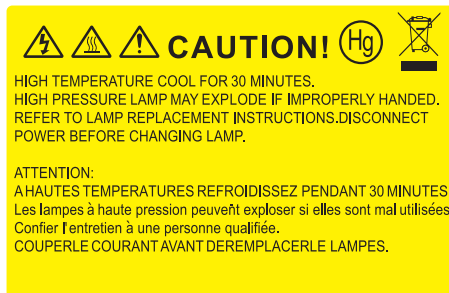 CAUTION! Hg
HIGH TEMPERATURE COOL FOR 30 MINUTES.
HIGH PRESSURE LAMP MAY EXPLODE IF IMPROPERLY HANDED.
REFER TO LAMP REPLACEMENT INSTRUCTIONS.DISCONNECT
POWER BEFORE CHANGING LAMP.
ATTENTION:
A HAUTES TEMPERATURES REFROIDISSEZ PENDANT 30 MINUTES
Les lampes à haute pression peuvent exploser si elles sont mal utilisées
Confier l'entretien à une personne qualifiée.
COUPERLE COURANT AVANT DEREMPLACERLE LAMPES.